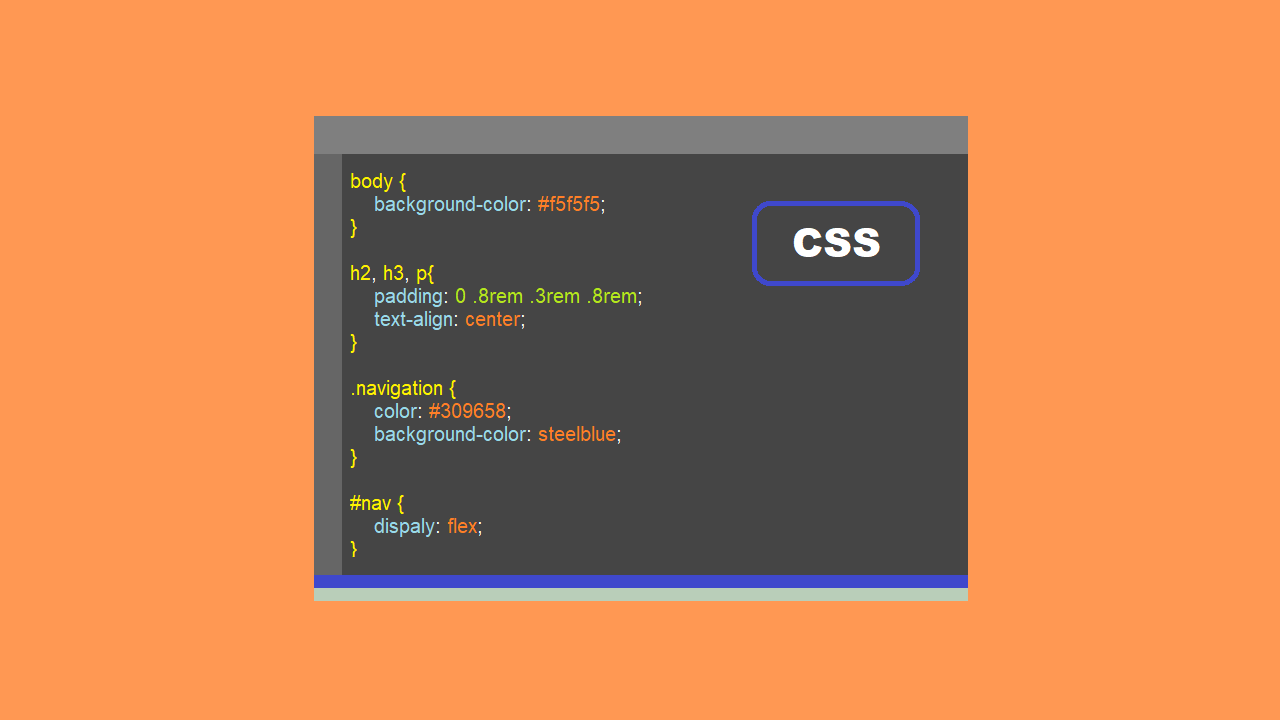 body {
background-color: #f5f5f5;
}
CSS
h2, h3, p{
padding: 0 .8rem .3rem .8rem;
text-align: center;
}
.navigation {
color: #309658;
background-color: steelblue;
}
#nav {
dispaly: flex;
}